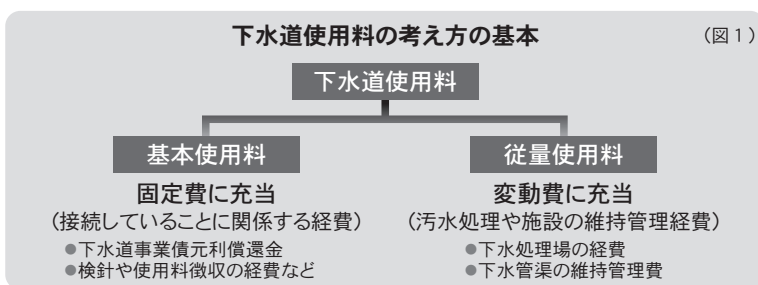 下水道使用料の考え方の基本
(図1)
下水道使用料
基本使用料
固定費に充当
(接続していることに関係する経費)
●下水道事業債元利償還金
●検針や使用料徴収の経費など
従量使用料
変動費に充当
(汚水処理や施設の維持管理経費)
●下水処理場の経費
●下水管渠の維持管理費